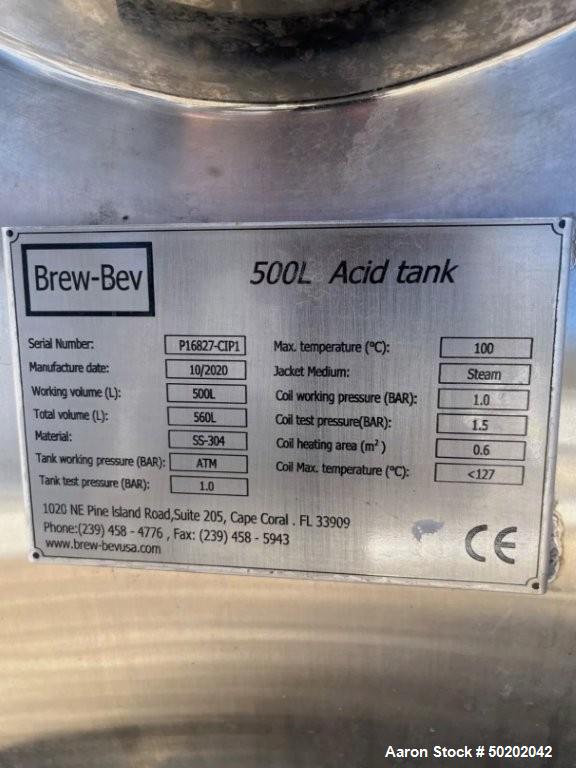 Brew-Bev
500L Acid tank
Serial Number: P16827-CIP1
Manufacture date: 10/2020
Working volume (L): 500L
Total volume (L): 560L
Material: SS-304
Tank working pressure (BAR): ATM
Tank test pressure (BAR): 1.0
Max. temperature (°C): 100
Jacket Medium: Steam
Coil working pressure (BAR): 1.0
Coil test pressure(BAR): 1.5
Coil heating area (m²) 0.6
Coil Max. temperature (°C): <127
1020 NE Pine Island Road,Suite 205, Cape Coral . FL 33909
Phone:(239) 458 - 4776 , Fax: (239) 458 - 5943
www.brew-bevusa.com
CE
Aaron Stock # 50202042